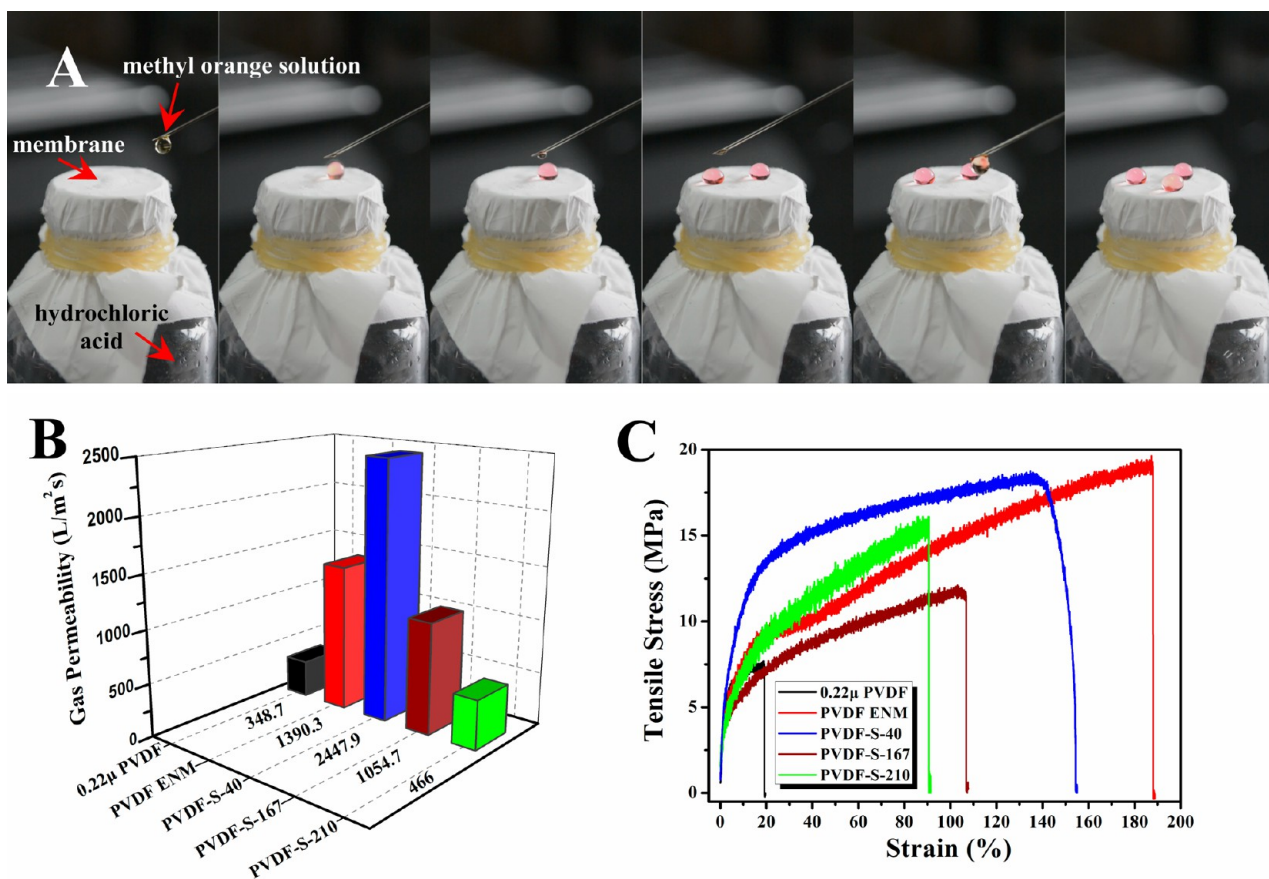 A
methyl orange solution
membrane
hydrochloric
acid
B
Gas Permeability (L/m²s)
2500
2000
1500
1000
500
0
348.7
1390.3
2447.9
1054.7
466
0.22μ PVDF
PVDF ENM
PVDF-S-40
PVDF-S-167
PVDF-S-210
C
Tensile Stress (MPa)
20
15
10
5
0
0.22μ PVDF
PVDF ENM
PVDF-S-40
PVDF-S-167
PVDF-S-210
0 20 40 60 80 100 120 140 160 180 200
Strain (%)